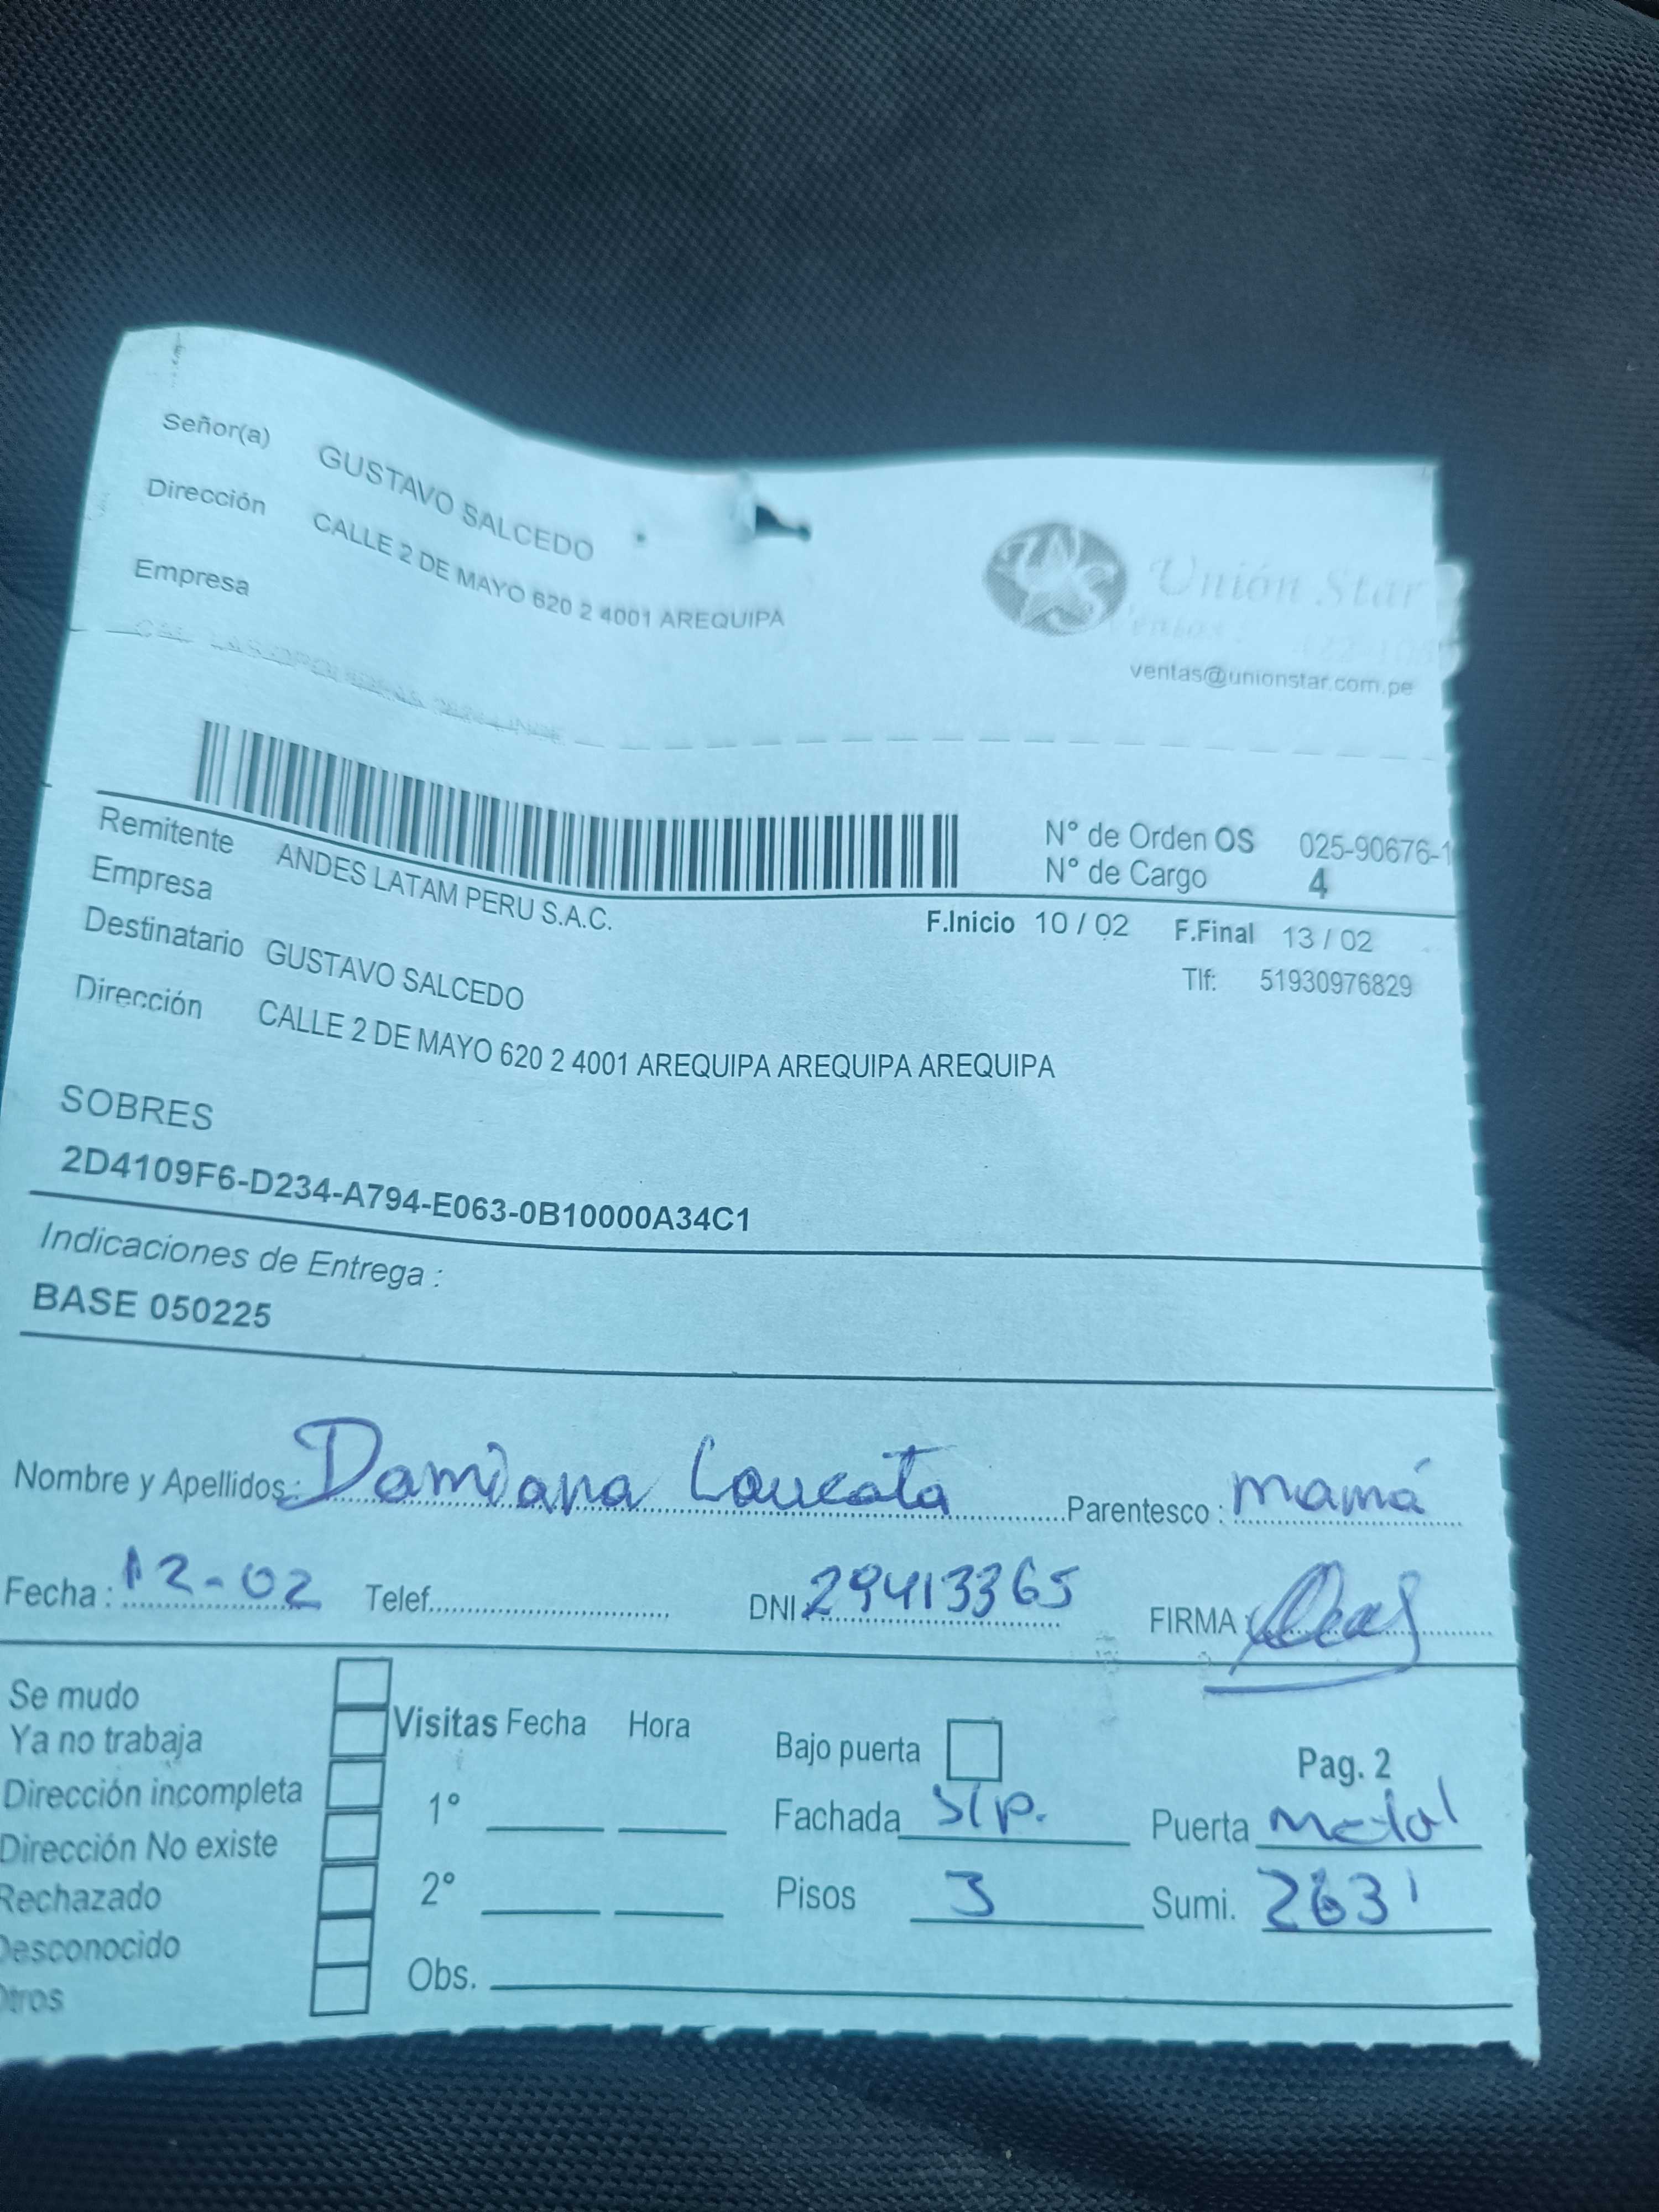 Señor(a) GUSTAVO SALCEDO
Dirección CALLE 2 DE MAYO 620 2 4001 AREQUIPA
Empresa
Unión Star
ventas@unionstar.com.pe
N° de Orden OS 025-90676-1
N° de Cargo 4
Remitente ANDES LATAM PERU S.A.C.
Empresa
F.Inicio 10 / 02 F.Final 13 / 02
Destinatario GUSTAVO SALCEDO
Tlf: 51930976829
Dirección CALLE 2 DE MAYO 620 2 4001 AREQUIPA AREQUIPA AREQUIPA
SOBRES
2D4109F6-D234-A794-E063-0B10000A34C1
Indicaciones de Entrega :
BASE 050225
Nombre y Apellidos: Damiana Laucata Parentesco : mamá
Fecha : 12-02 Telef. DNI 29413365 FIRMA :
Se mudo
Ya no trabaja
Dirección incompleta
Dirección No existe
Rechazado
Desconocido
Otros
Visitas Fecha Hora
1°
2°
Obs.
Bajo puerta
Pag. 2
Fachada s/p. Puerta metal
Pisos 3 Sumi. 2631